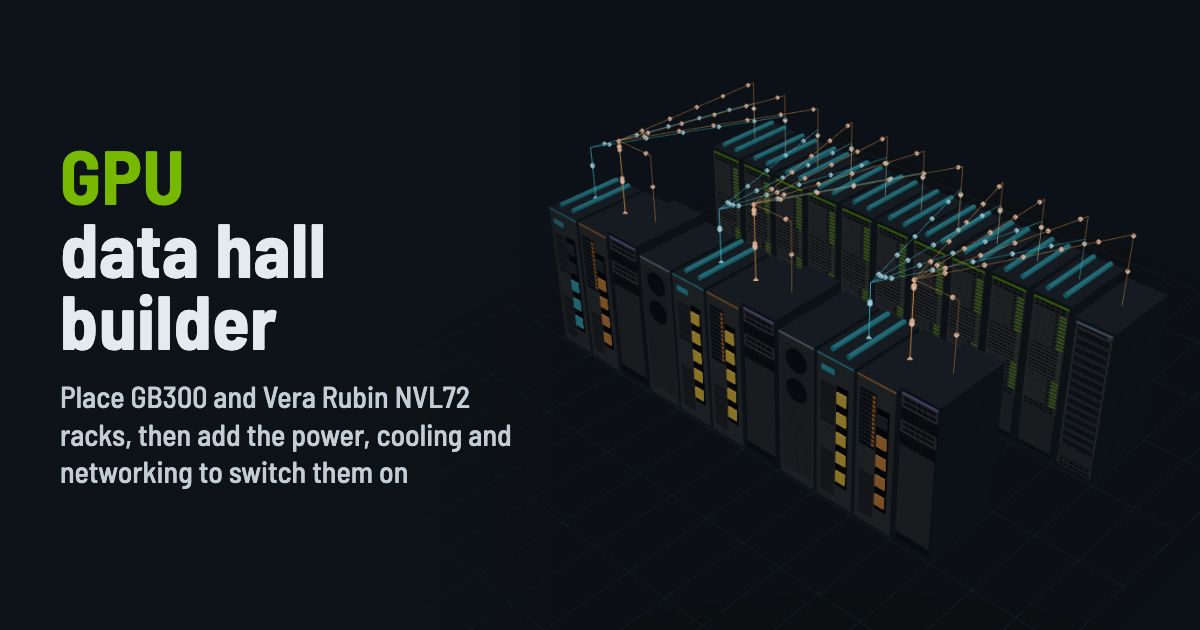 GPU
data hall
builder
Place GB300 and Vera Rubin NVL72
racks, then add the power, cooling and
networking to switch them on